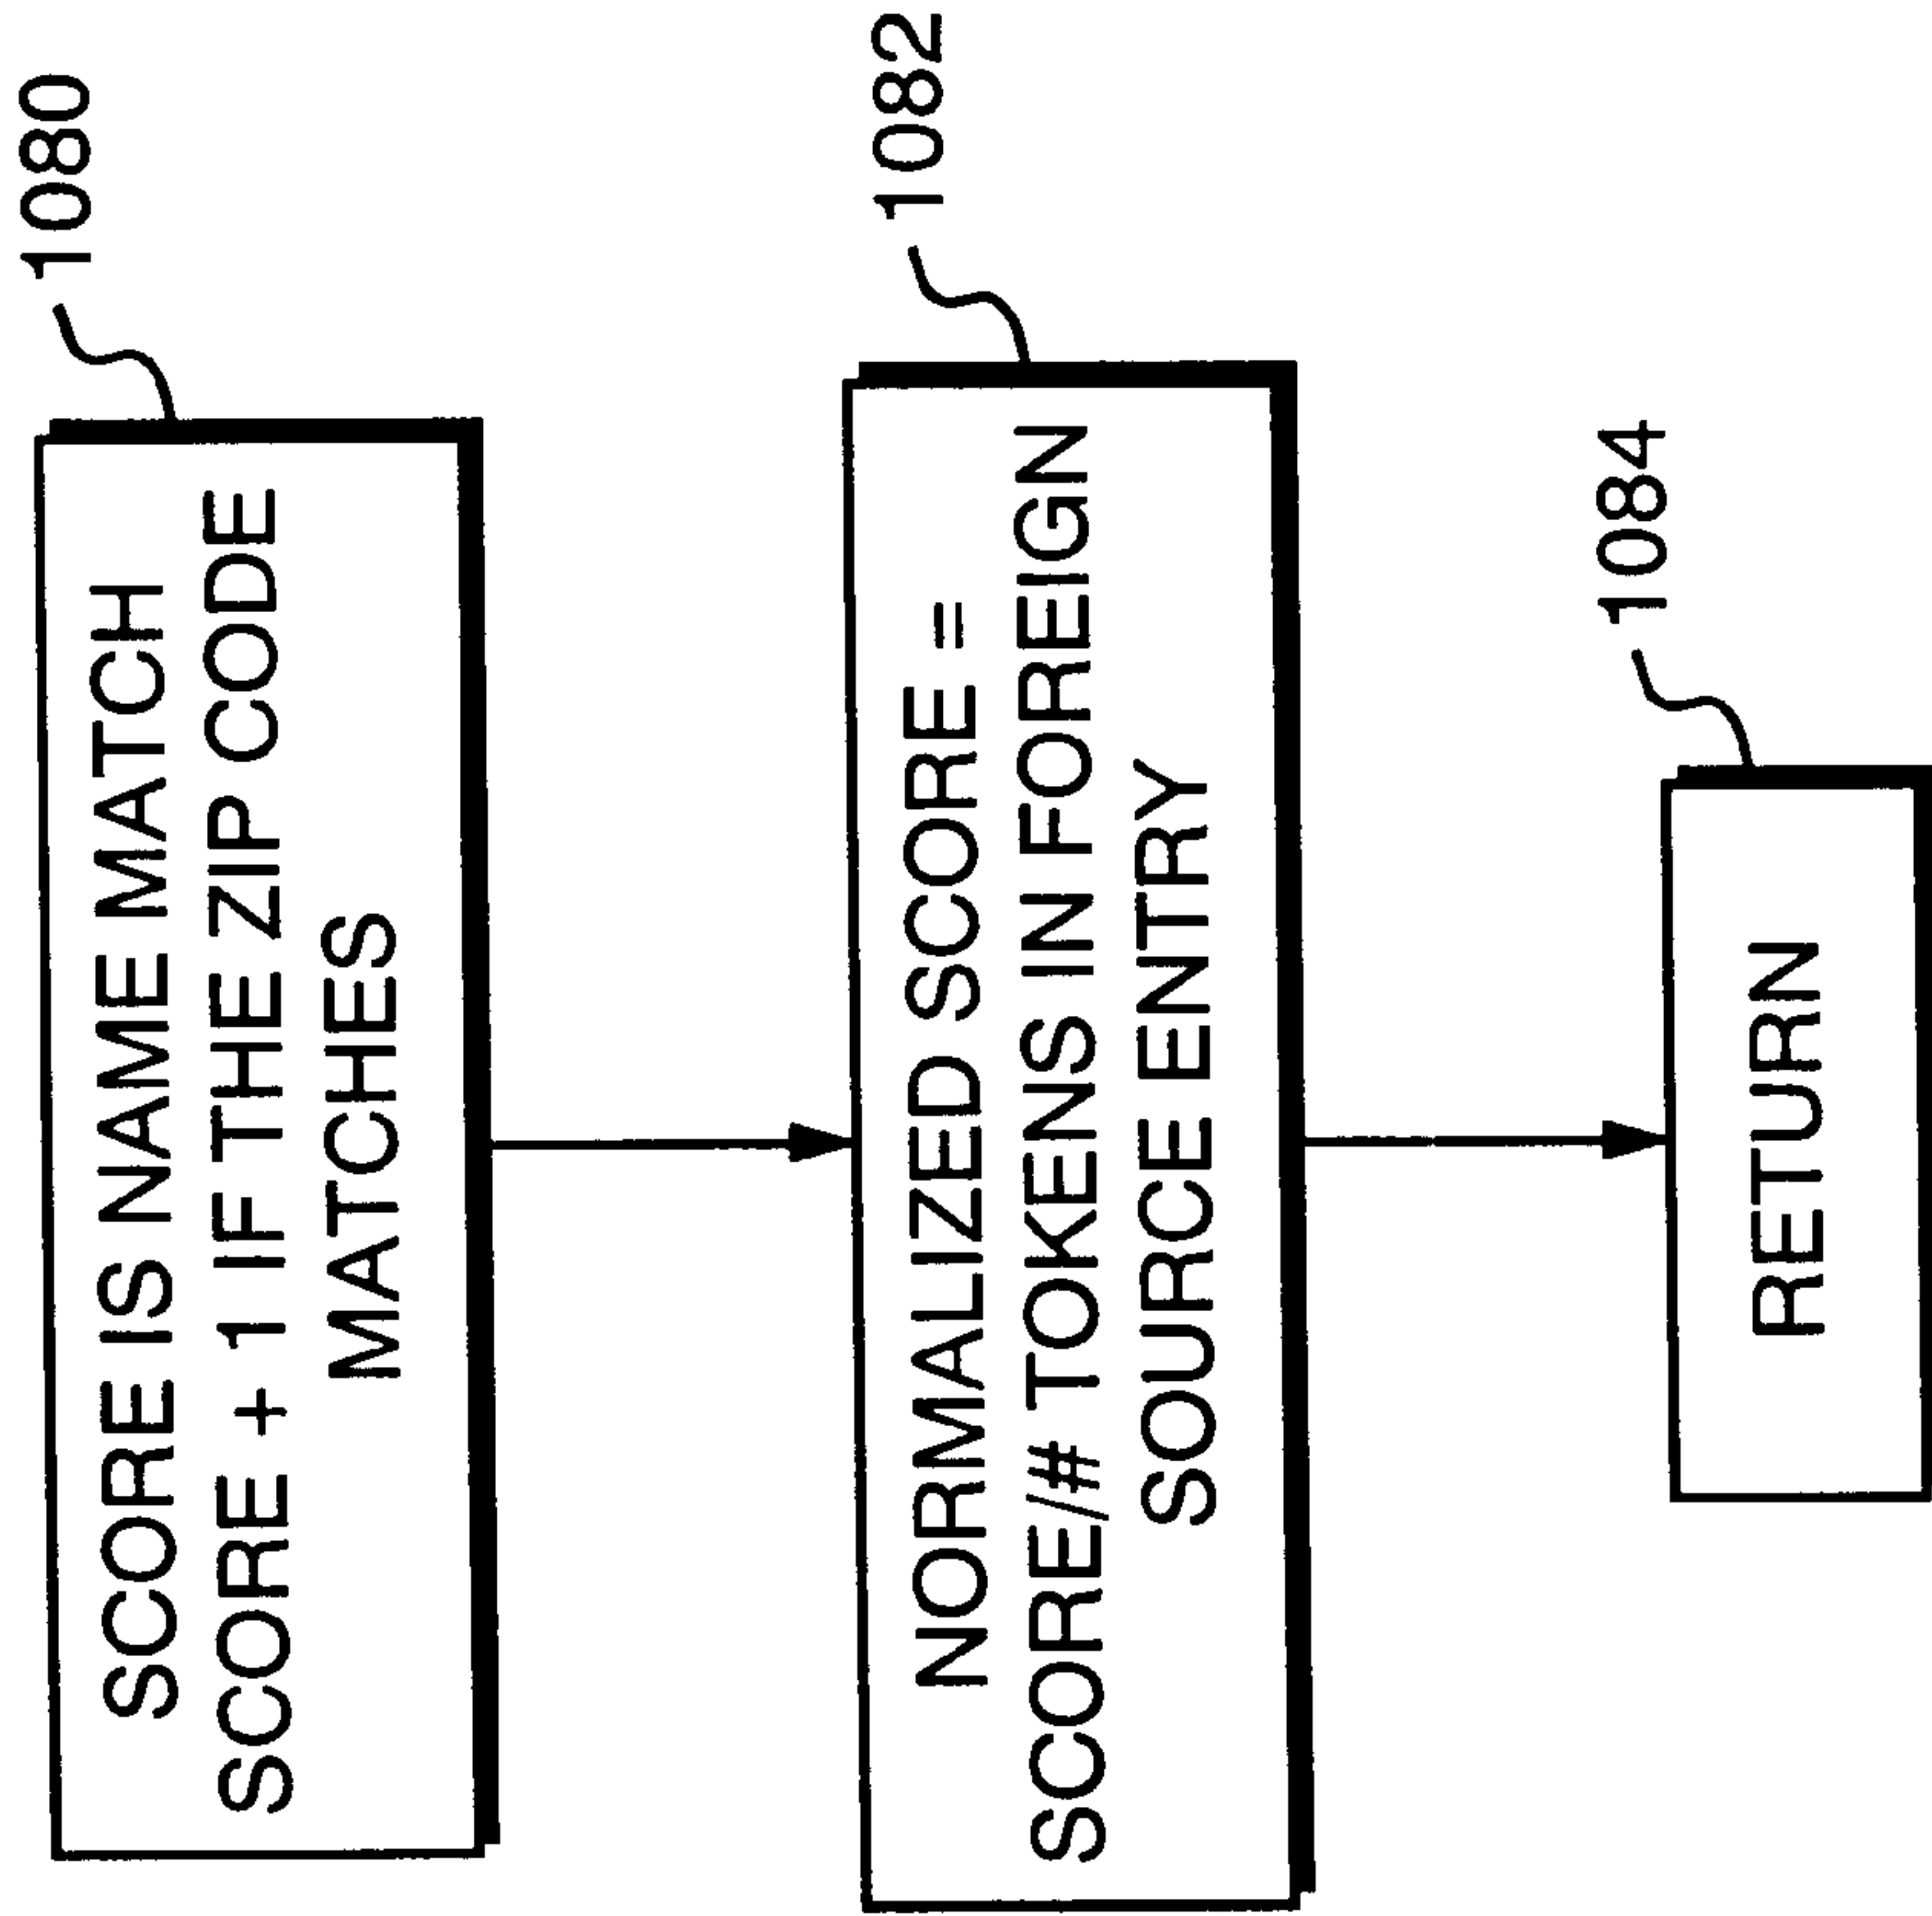 1080
SCORE IS NAME MATCH
SCORE + 1 IF THE ZIP CODE
MATCHES
1082
NORMALIZED SCORE =
SCORE/# TOKENS IN FOREIGN
SOURCE ENTRY
1084
RETURN